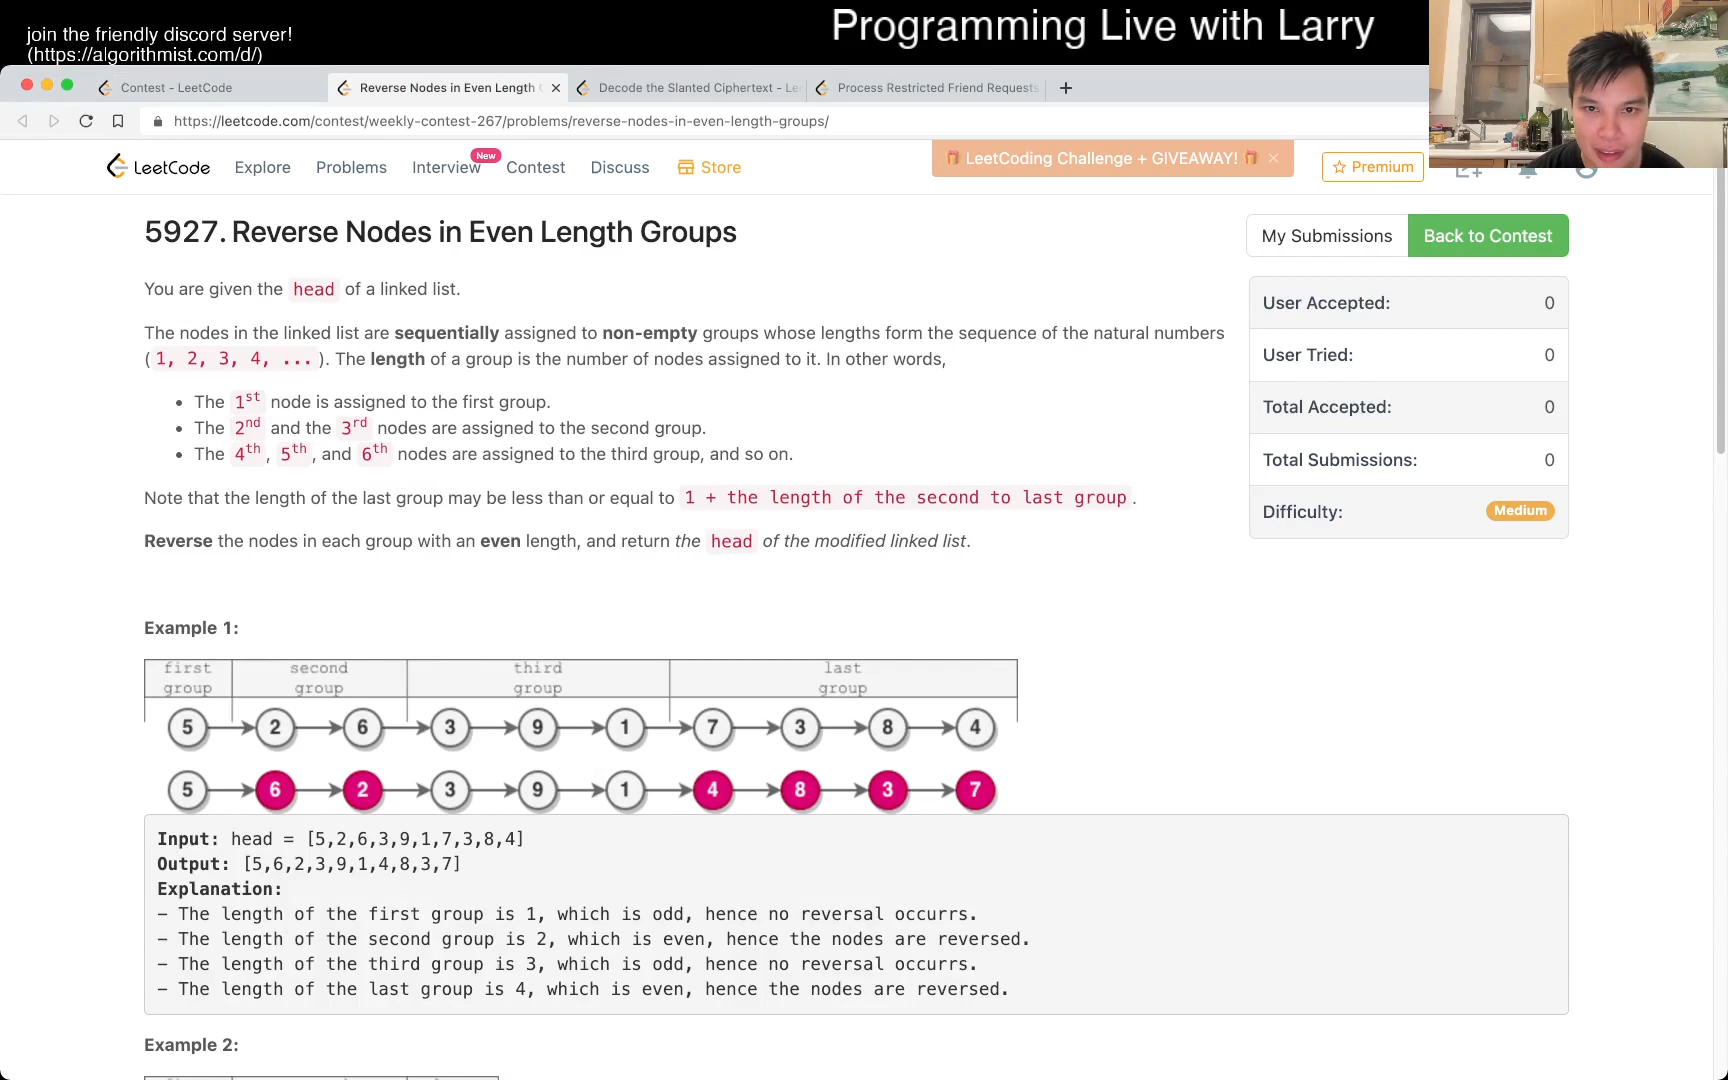 join the friendly discord server!
(https://algorithmist.com/d/)
Programming Live with Larry
Contest - LeetCode
Reverse Nodes in Even Length
Decode the Slanted Ciphertext - Le
Process Restricted Friend Requests
https://leetcode.com/contest/weekly-contest-267/problems/reverse-nodes-in-even-length-groups/
LeetCode
Explore
Problems
Interview
New
Contest
Discuss
Store
LeetCoding Challenge + GIVEAWAY!
Premium
5927. Reverse Nodes in Even Length Groups
My Submissions
Back to Contest
You are given the head of a linked list.
The nodes in the linked list are sequentially assigned to non-empty groups whose lengths form the sequence of the natural numbers
(1, 2, 3, 4, ...). The length of a group is the number of nodes assigned to it. In other words,
• The 1st node is assigned to the first group.
• The 2nd and the 3rd nodes are assigned to the second group.
• The 4th, 5th, and 6th nodes are assigned to the third group, and so on.
Note that the length of the last group may be less than or equal to 1 + the length of the second to last group.
Reverse the nodes in each group with an even length, and return the head of the modified linked list.
User Accepted: 0
User Tried: 0
Total Accepted: 0
Total Submissions: 0
Difficulty: Medium
Example 1:
first second third last
group group group group
5 2 6 3 9 1 7 3 8 4
5 6 2 3 9 1 4 8 3 7
Input: head = [5,2,6,3,9,1,7,3,8,4]
Output: [5,6,2,3,9,1,4,8,3,7]
Explanation:
- The length of the first group is 1, which is odd, hence no reversal occurrs.
- The length of the second group is 2, which is even, hence the nodes are reversed.
- The length of the third group is 3, which is odd, hence no reversal occurrs.
- The length of the last group is 4, which is even, hence the nodes are reversed.
Example 2: